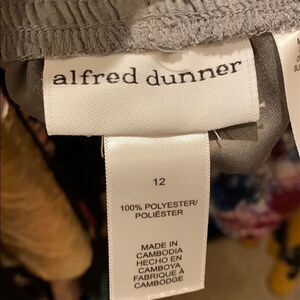 alfred dunner
12
100% POLYESTER/
POLIÉSTER
MADE IN
CAMBODIA
HECHO EN
CAMBOYA
FABRIQUÉ À
CAMBODGE